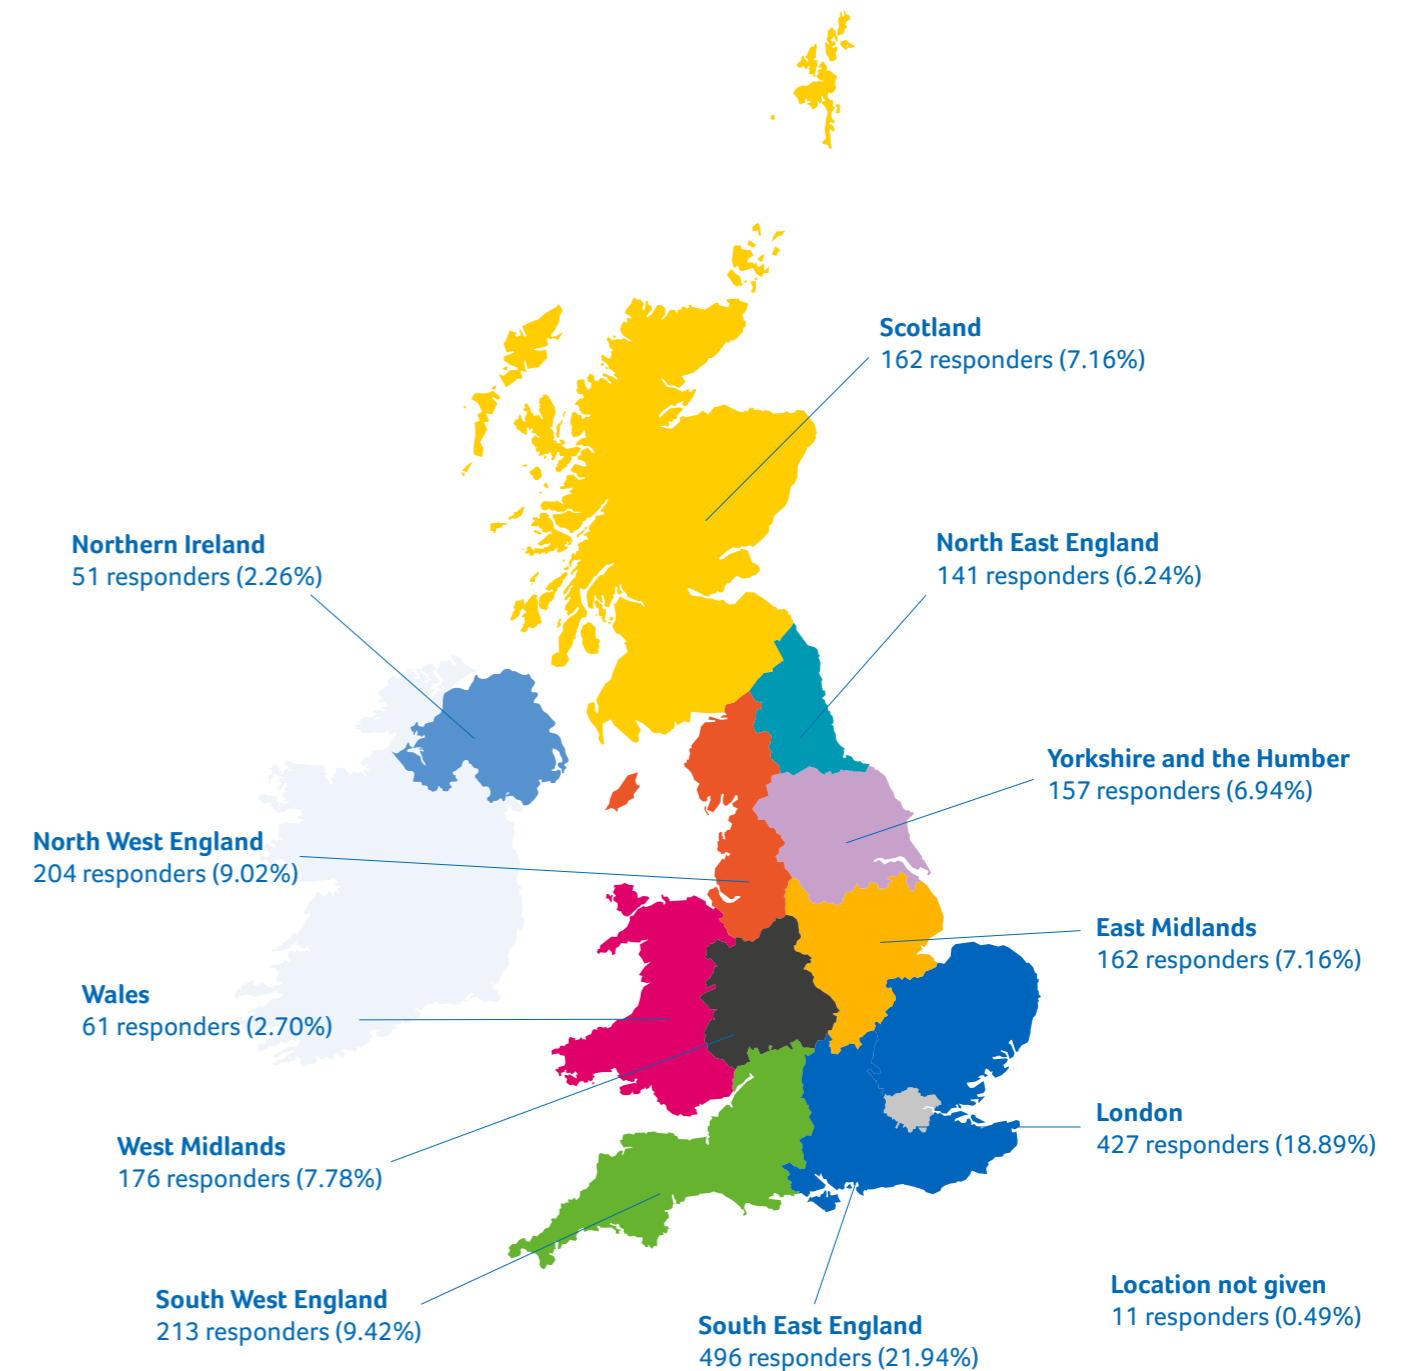 Scotland
162 responders (7.16%)
Northern Ireland
51 responders (2.26%)
North East England
141 responders (6.24%)
Yorkshire and the Humber
157 responders (6.94%)
North West England
204 responders (9.02%)
East Midlands
162 responders (7.16%)
Wales
61 responders (2.70%)
London
427 responders (18.89%)
West Midlands
176 responders (7.78%)
South West England
213 responders (9.42%)
South East England
496 responders (21.94%)
Location not given
11 responders (0.49%)